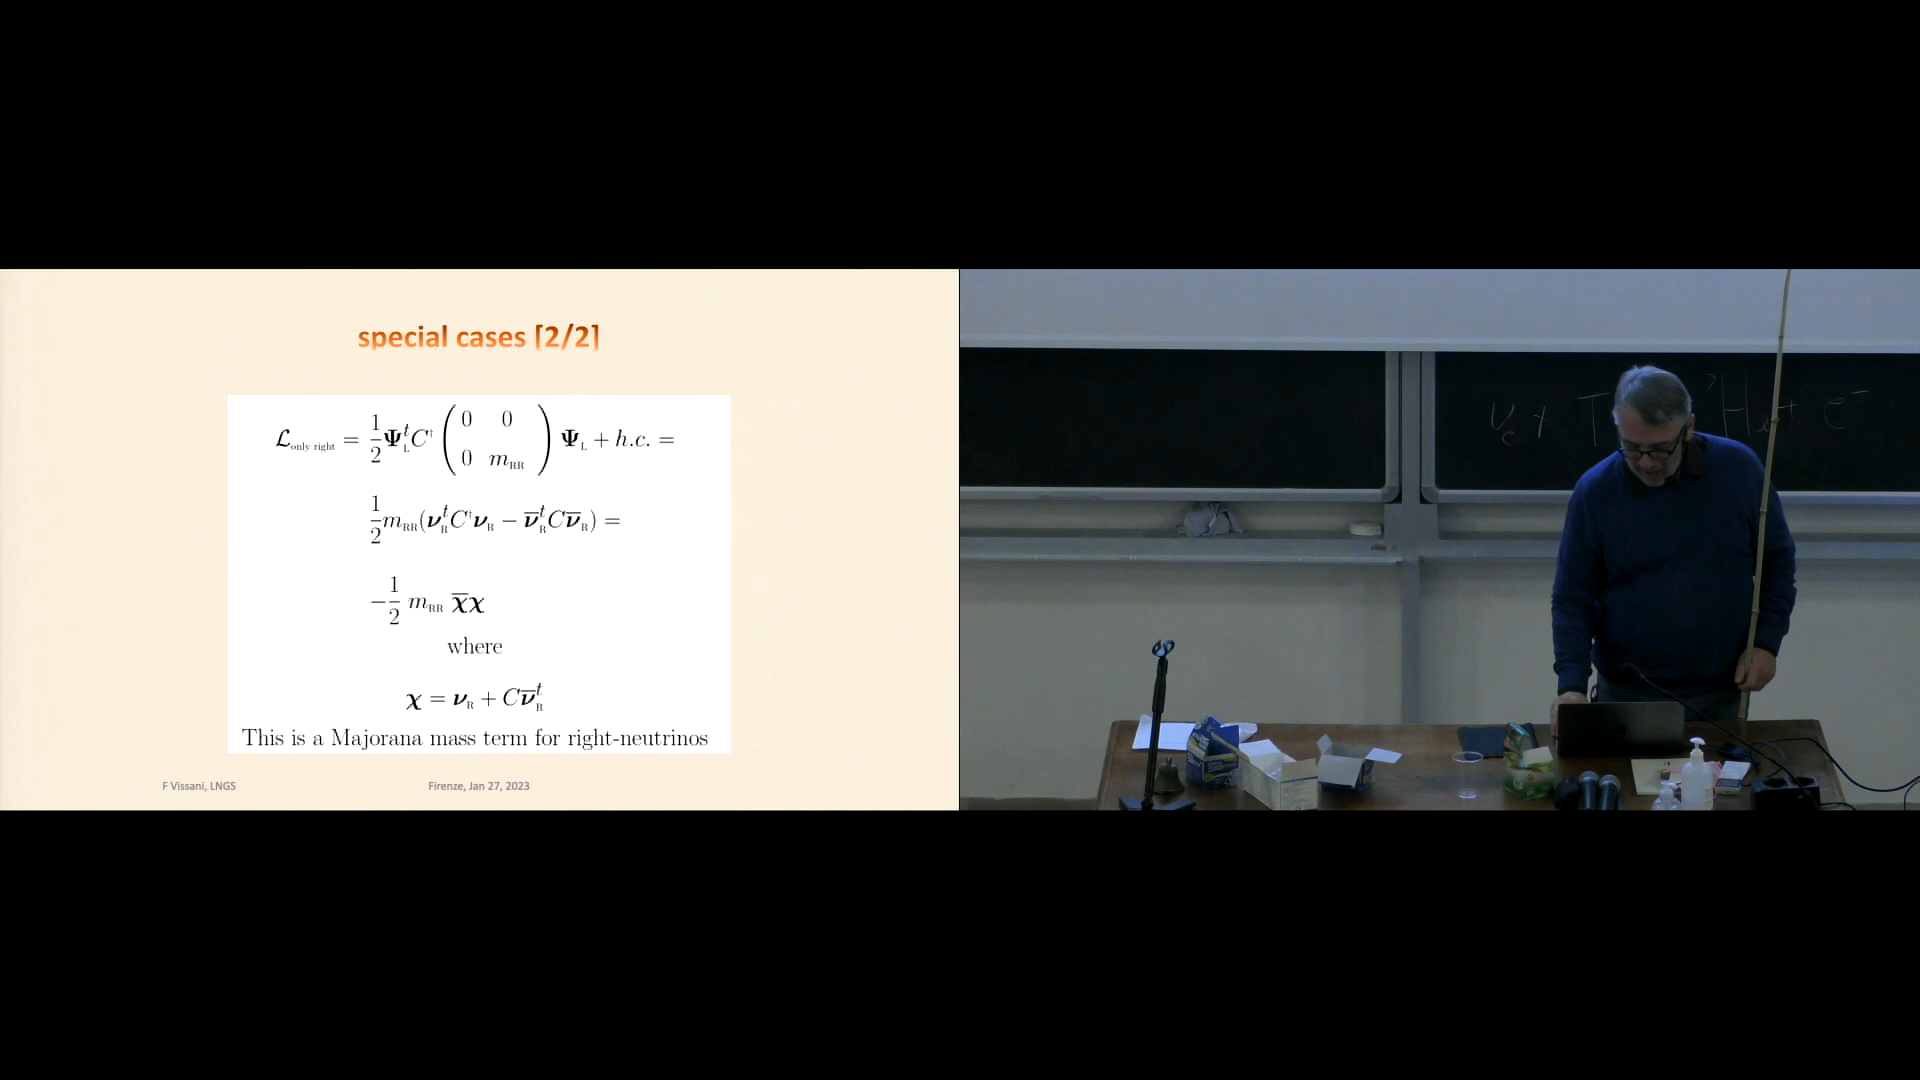 special cases [2/2]
𝓛_only right = 1/2 Ψ_L^t C^† ( 0 0 ; 0 m_RR ) Ψ_L + h.c. =
1/2 m_RR (ν_R^t C^† ν_R − ν̄_R^t C ν̄_R) =
−1/2 m_RR χ̄χ
where
χ = ν_R + C ν̄_R^t
This is a Majorana mass term for right-neutrinos
F Vissani, LNGS
Firenze, Jan 27, 2023
ν_e + T
e⁻